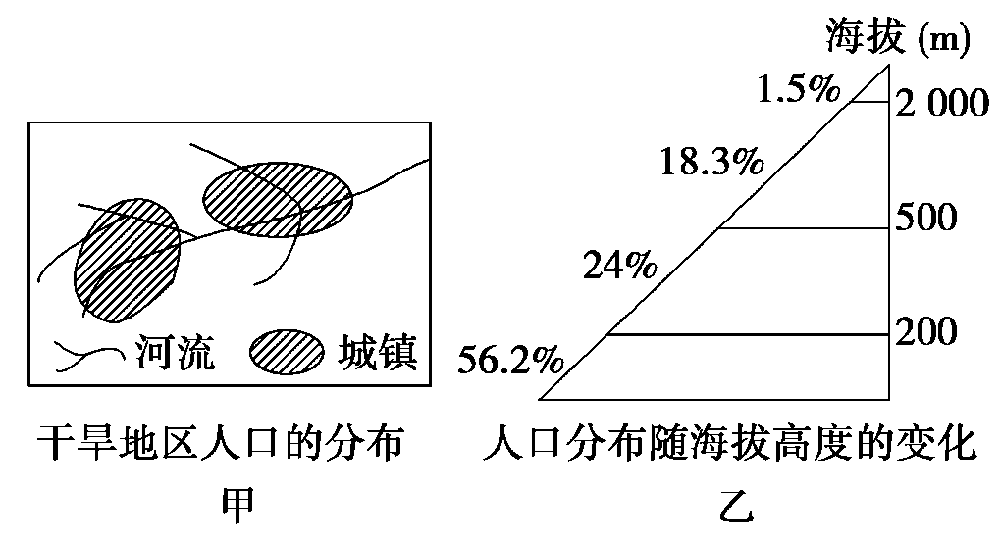 河流
城镇
干旱地区人口的分布
甲
海拔 (m)
1.5%
2 000
18.3%
500
24%
200
56.2%
人口分布随海拔高度的变化
乙